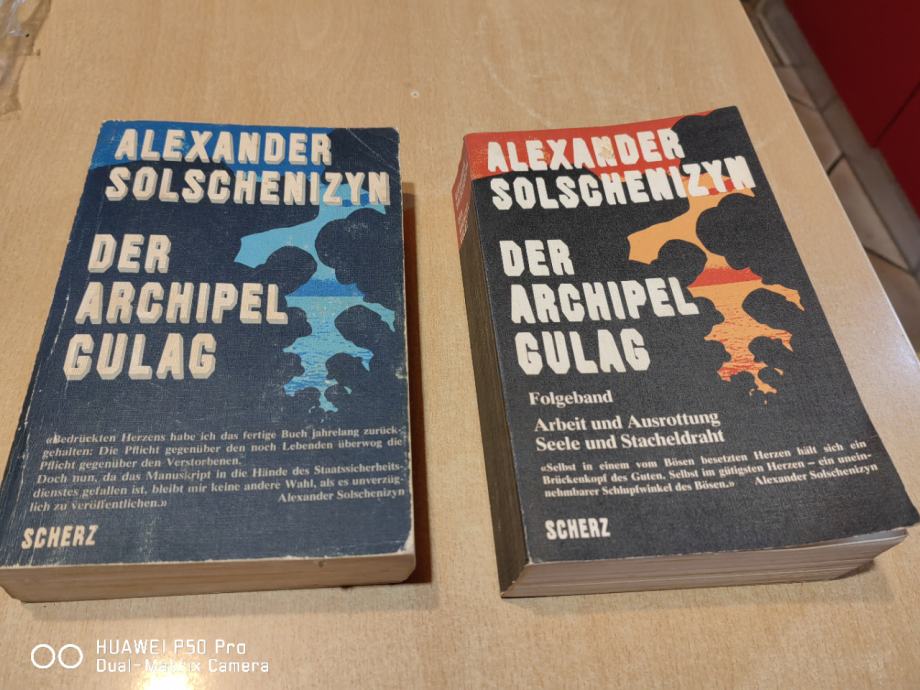 ALEXANDER
SOLSCHENIZYN
DER
ARCHIPEL
GULAG
«Bedrückten Herzens habe ich das fertige Buch jahrelang zurück-
gehalten: Die Pflicht gegenüber den noch Lebenden überwog die
Pflicht gegenüber den Verstorbenen.
Doch nun, da das Manuskript in die Hände des Staatssicherheits-
dienstes gefallen ist, bleibt mir keine andere Wahl, als es unverzüg-
lich zu veröffentlichen.» Alexander Solschenizyn
SCHERZ
ALEXANDER
SOLSCHENIZYN
DER
ARCHIPEL
GULAG
Folgeband
Arbeit und Ausrottung
Seele und Stacheldraht
«Selbst in einem vom Bösen besetzten Herzen hält sich ein
Brückenkopf des Guten. Selbst im gütigsten Herzen – ein unein-
nehmbarer Schlupfwinkel des Bösen.» Alexander Solschenizyn
SCHERZ
HUAWEI P50 Pro
Dual-Matrix Camera